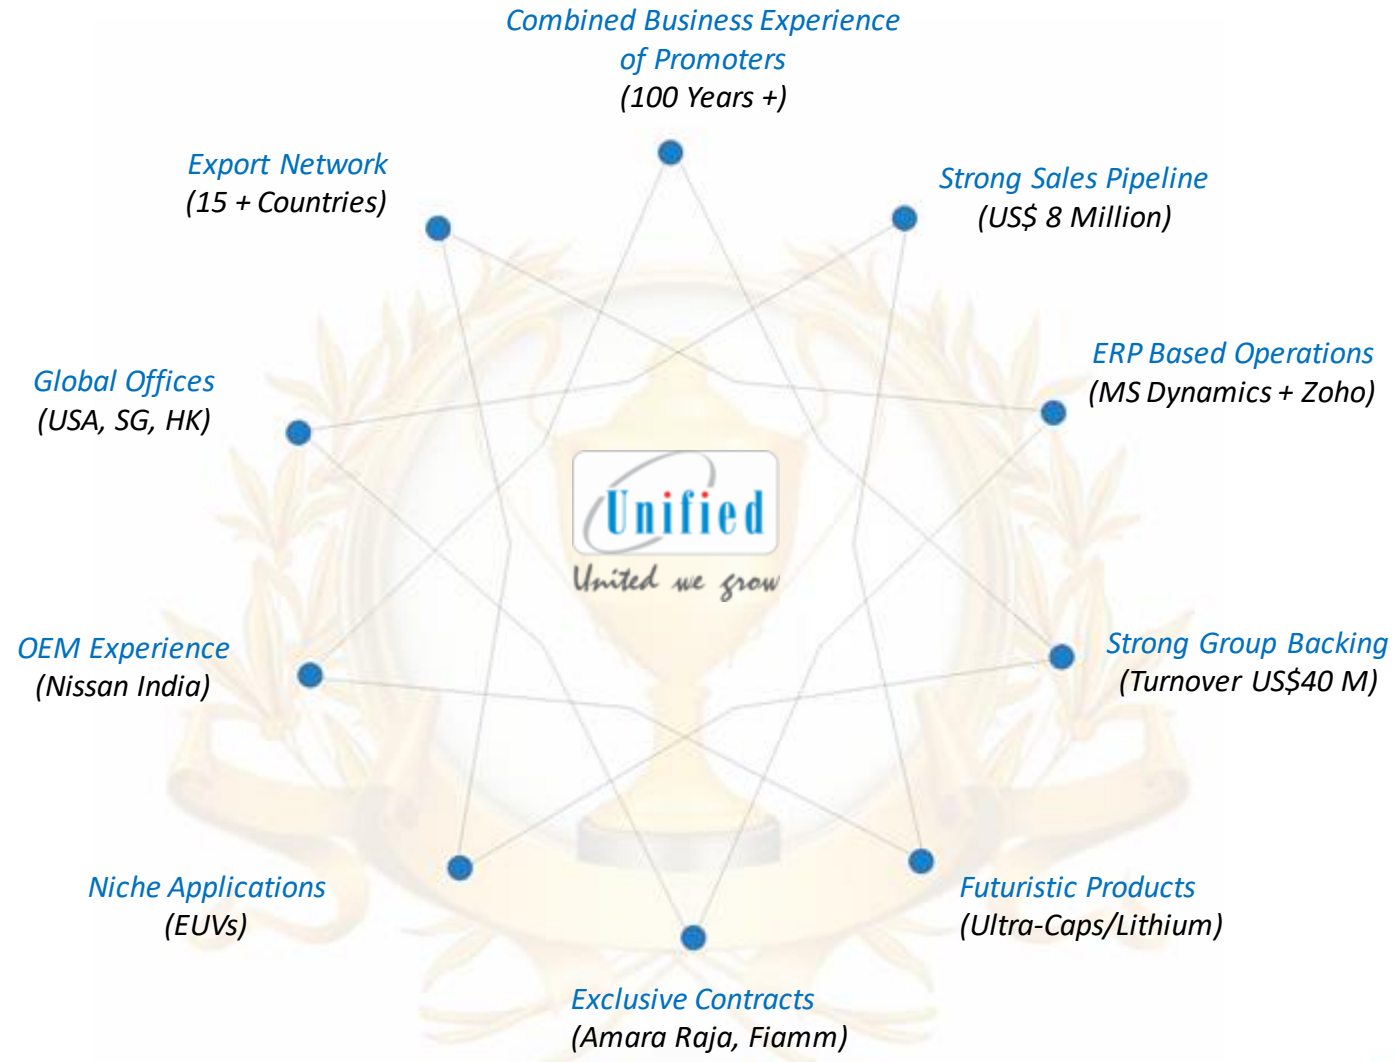 Combined Business Experience
of Promoters
(100 Years +)
Export Network
(15 + Countries)
Strong Sales Pipeline
(US$ 8 Million)
Global Offices
(USA, SG, HK)
ERP Based Operations
(MS Dynamics + Zoho)
Unified
United we grow
OEM Experience
(Nissan India)
Strong Group Backing
(Turnover US$40 M)
Niche Applications
(EUVs)
Futuristic Products
(Ultra-Caps/Lithium)
Exclusive Contracts
(Amara Raja, Fiamm)